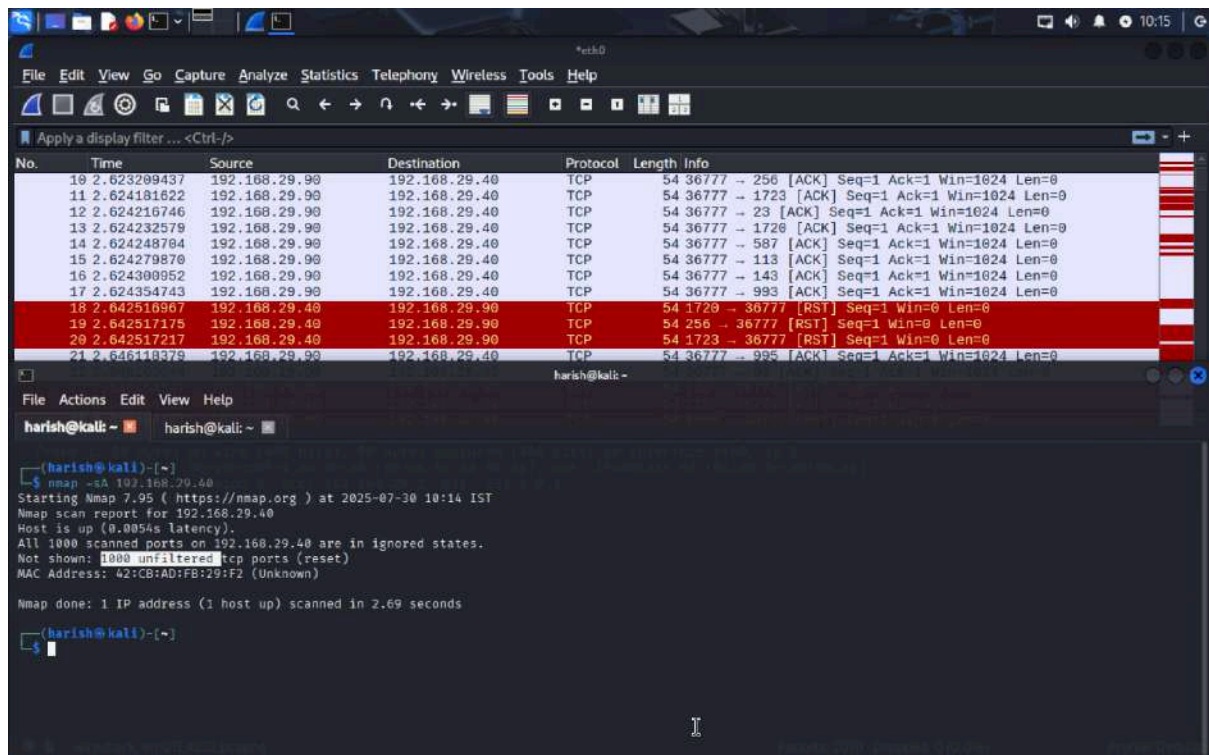 10:15
*eth0
File Edit View Go Capture Analyze Statistics Telephony Wireless Tools Help
Apply a display filter ... <Ctrl-/>
No. Time Source Destination Protocol Length Info
10 2.623209437 192.168.29.90 192.168.29.40 TCP 54 36777 → 256 [ACK] Seq=1 Ack=1 Win=1024 Len=0
11 2.624181622 192.168.29.90 192.168.29.40 TCP 54 36777 → 1723 [ACK] Seq=1 Ack=1 Win=1024 Len=0
12 2.624216746 192.168.29.90 192.168.29.40 TCP 54 36777 → 23 [ACK] Seq=1 Ack=1 Win=1024 Len=0
13 2.624232579 192.168.29.90 192.168.29.40 TCP 54 36777 → 1720 [ACK] Seq=1 Ack=1 Win=1024 Len=0
14 2.624248704 192.168.29.90 192.168.29.40 TCP 54 36777 → 587 [ACK] Seq=1 Ack=1 Win=1024 Len=0
15 2.624279870 192.168.29.90 192.168.29.40 TCP 54 36777 → 113 [ACK] Seq=1 Ack=1 Win=1024 Len=0
16 2.624300952 192.168.29.90 192.168.29.40 TCP 54 36777 → 143 [ACK] Seq=1 Ack=1 Win=1024 Len=0
17 2.624354743 192.168.29.90 192.168.29.40 TCP 54 36777 → 993 [ACK] Seq=1 Ack=1 Win=1024 Len=0
18 2.642516967 192.168.29.40 192.168.29.90 TCP 54 1720 → 36777 [RST] Seq=1 Win=0 Len=0
19 2.642517175 192.168.29.40 192.168.29.90 TCP 54 256 → 36777 [RST] Seq=1 Win=0 Len=0
20 2.642517217 192.168.29.40 192.168.29.90 TCP 54 1723 → 36777 [RST] Seq=1 Win=0 Len=0
21 2.646110379 192.168.29.90 192.168.29.40 TCP 54 36777 → 995 [ACK] Seq=1 Ack=1 Win=1024 Len=0
harish@kali: ~
File Actions Edit View Help
harish@kali: ~ harish@kali: ~
(harish㉿kali)-[~]
$ nmap -sA 192.168.29.40
Starting Nmap 7.95 ( https://nmap.org ) at 2025-07-30 10:14 IST
Nmap scan report for 192.168.29.40
Host is up (0.0054s latency).
All 1000 scanned ports on 192.168.29.40 are in ignored states.
Not shown: 1000 unfiltered tcp ports (reset)
MAC Address: 42:CB:AD:FB:29:F2 (Unknown)
Nmap done: 1 IP address (1 host up) scanned in 2.69 seconds
(harish㉿kali)-[~]
$